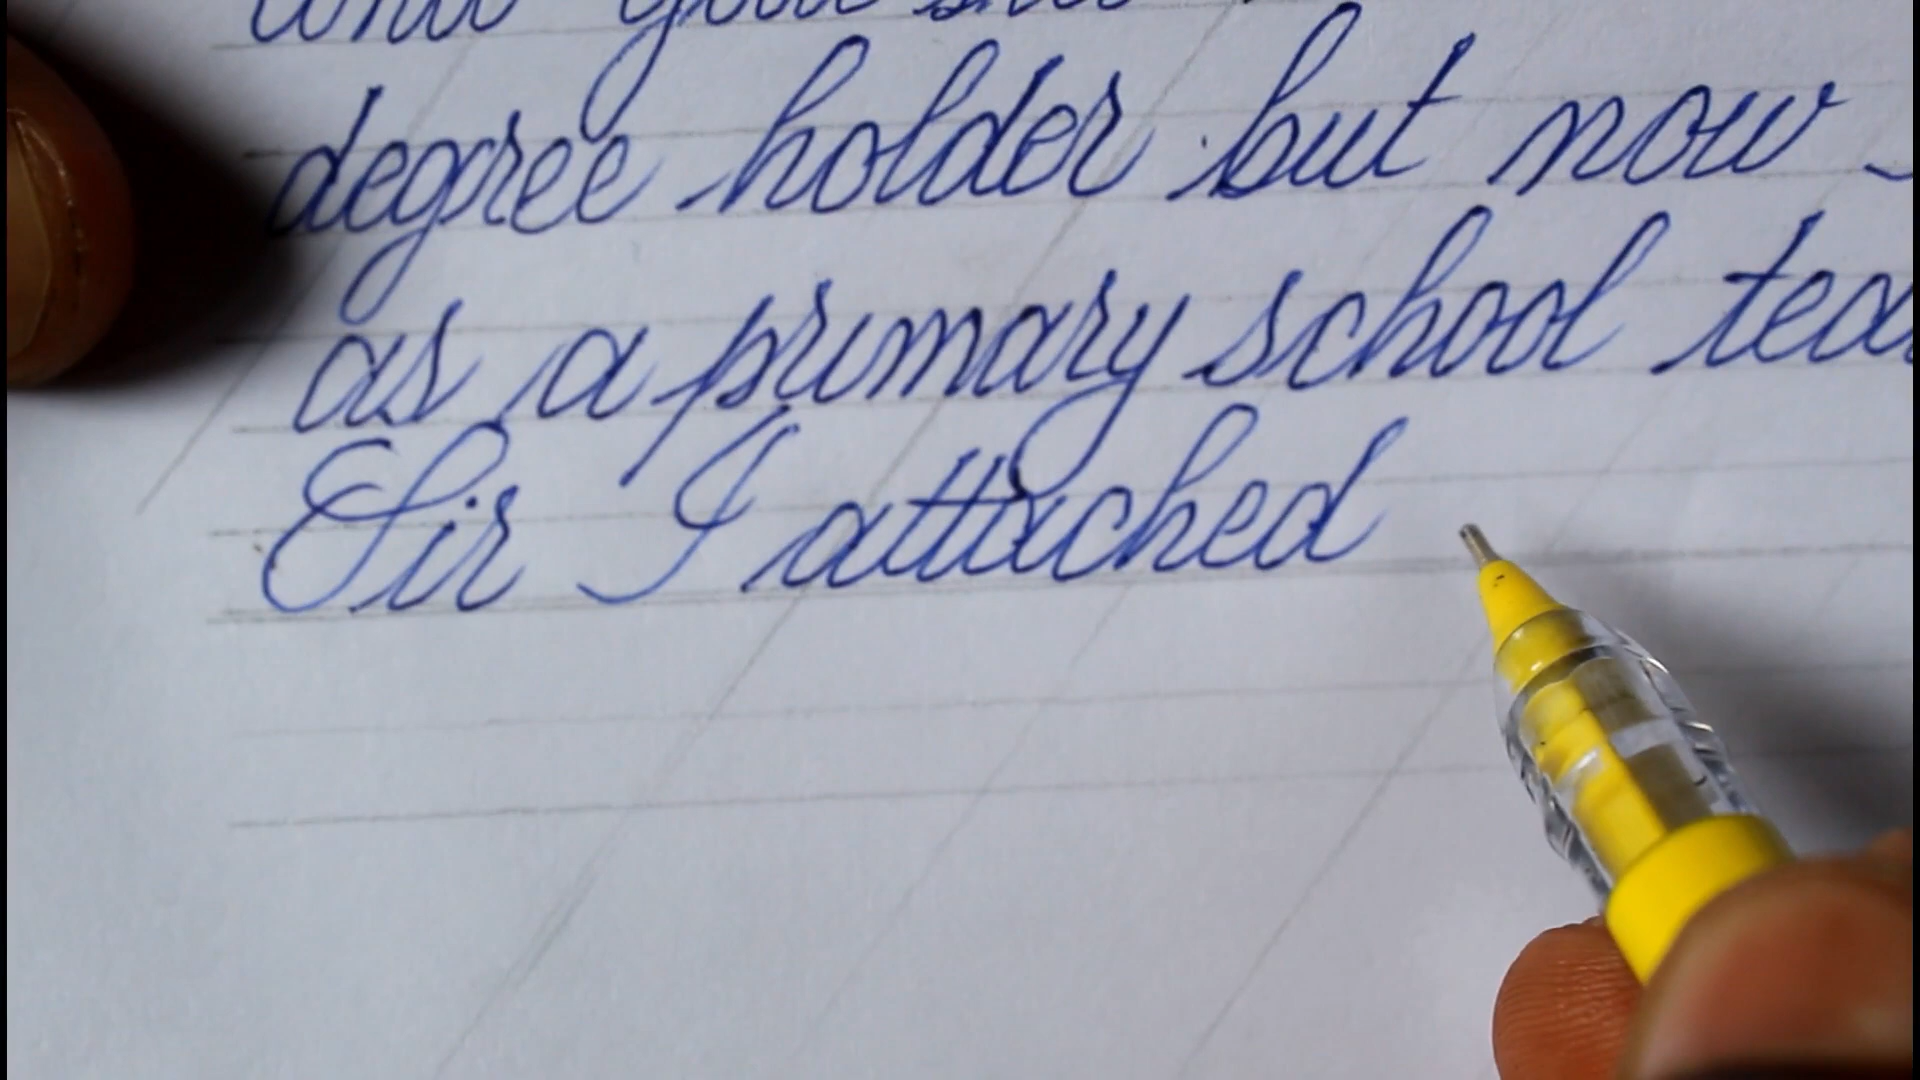 degree holder but now
as a primary school
Sir I attached